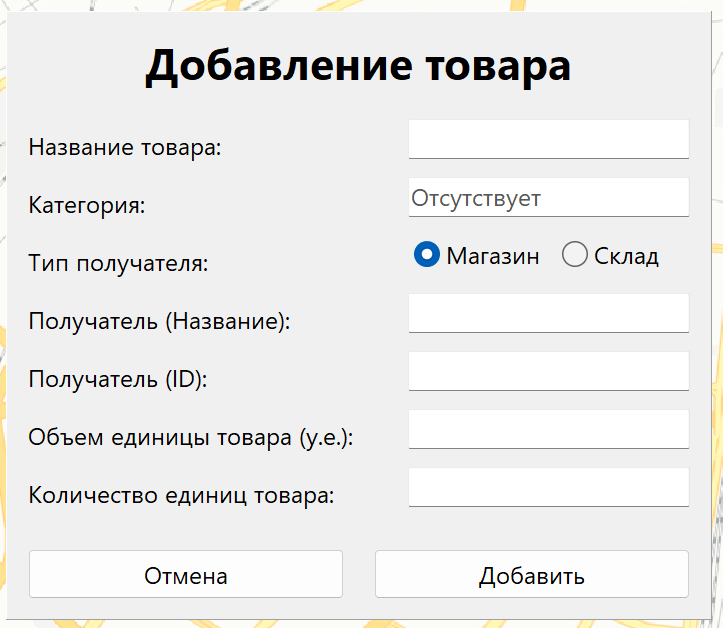 Добавление товара
Название товара:
Категория: Отсутствует
Тип получателя: Магазин Склад
Получатель (Название):
Получатель (ID):
Объем единицы товара (у.е.):
Количество единиц товара:
Отмена Добавить